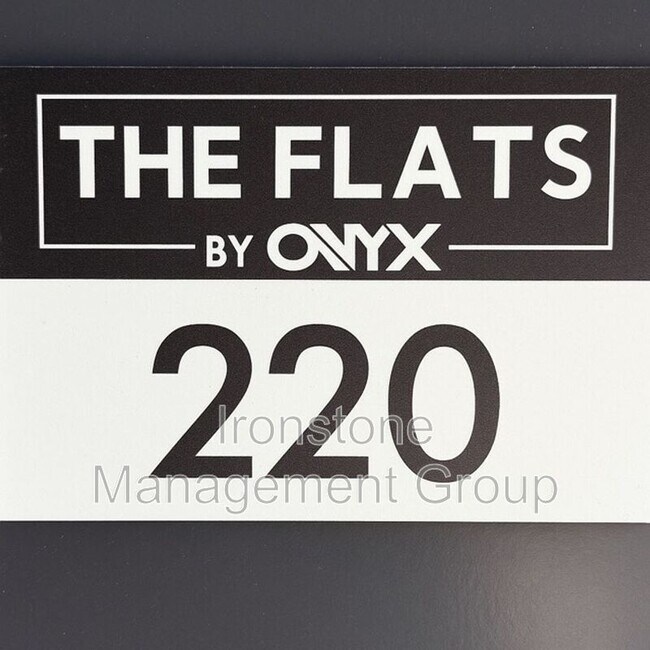 THE FLATS
BY ONYX
220
Ironstone
Management Group